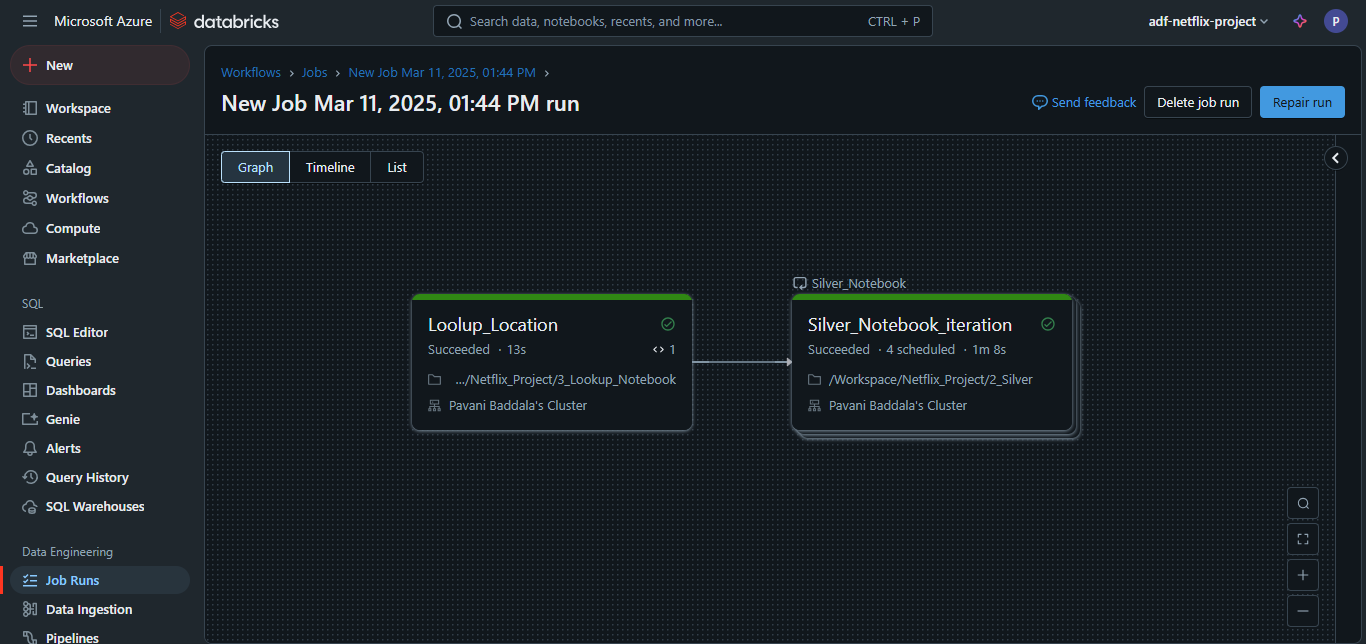 Microsoft Azure databricks Search data, notebooks, recents, and more... CTRL + P adf-netflix-project P
New
Workspace
Recents
Catalog
Workflows
Compute
Marketplace
SQL
SQL Editor
Queries
Dashboards
Genie
Alerts
Query History
SQL Warehouses
Data Engineering
Job Runs
Data Ingestion
Pipelines
Workflows › Jobs › New Job Mar 11, 2025, 01:44 PM ›
New Job Mar 11, 2025, 01:44 PM run
Send feedback Delete job run Repair run
Graph Timeline List
Loolup_Location
Succeeded · 13s 1
.../Netflix_Project/3_Lookup_Notebook
Pavani Baddala's Cluster
Silver_Notebook
Silver_Notebook_iteration
Succeeded · 4 scheduled · 1m 8s
/Workspace/Netflix_Project/2_Silver
Pavani Baddala's Cluster